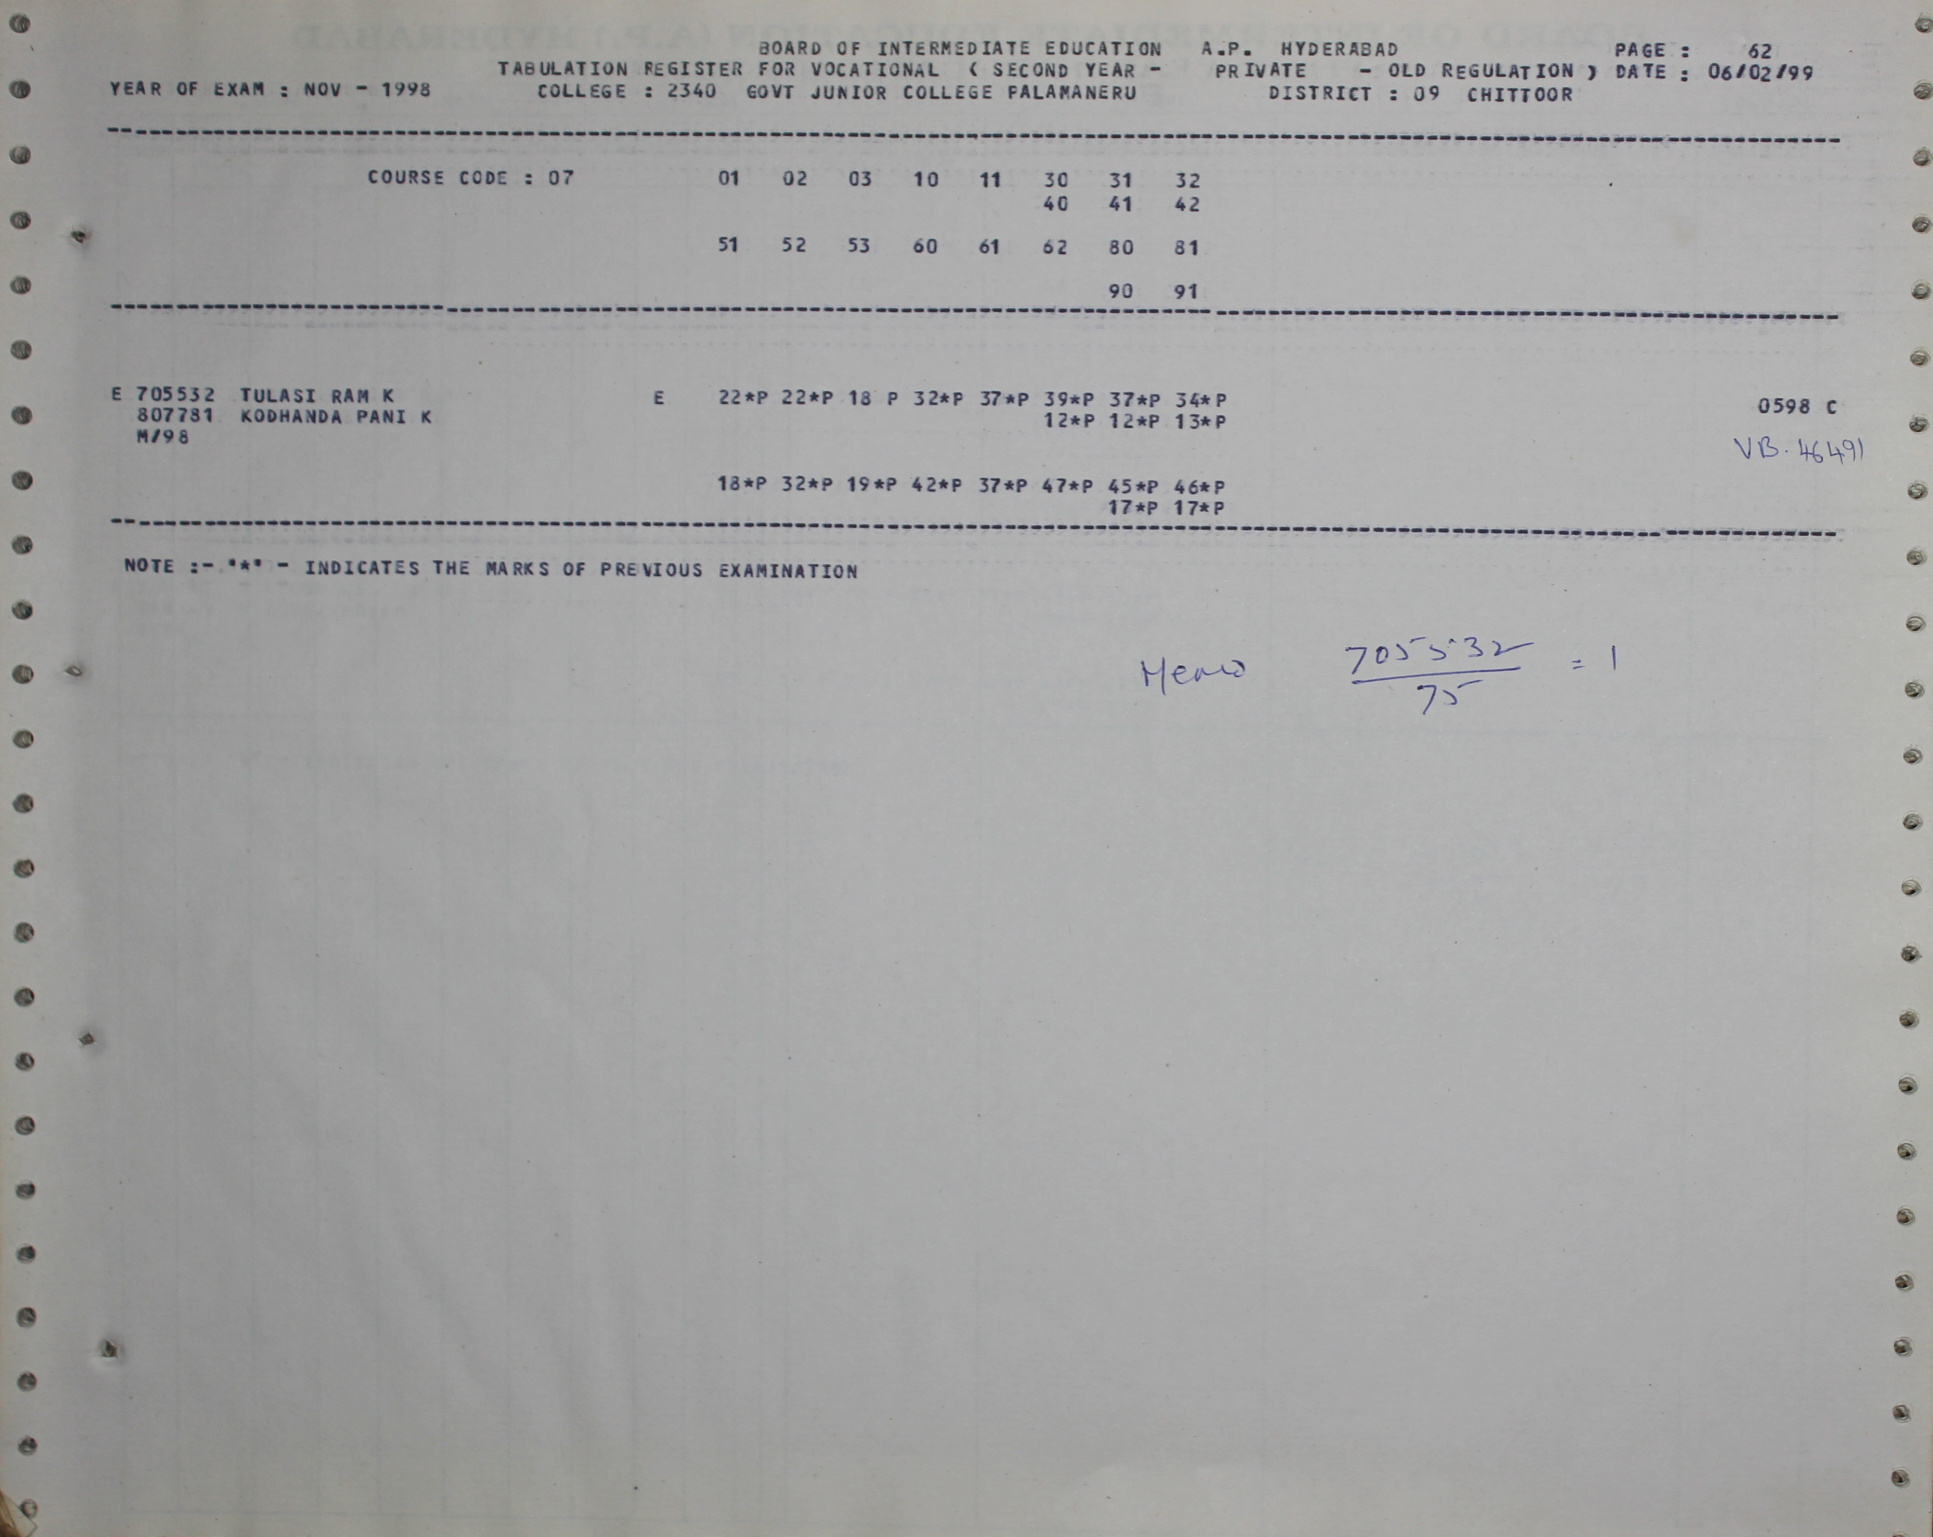 BOARD OF INTERMEDIATE EDUCATION A.P. HYDERABAD PAGE : 62
TABULATION REGISTER FOR VOCATIONAL ( SECOND YEAR - PRIVATE - OLD REGULATION ) DATE : 06/02/99
YEAR OF EXAM : NOV - 1998 COLLEGE : 2340 GOVT JUNIOR COLLEGE PALAMANERU DISTRICT : 09 CHITTOOR
COURSE CODE : 07 01 02 03 10 11 30 31 32
40 41 42
51 52 53 60 61 62 80 81
90 91
E 705532 TULASI RAM K E 22*P 22*P 18 P 32*P 37*P 39*P 37*P 34*P 0598 C
807781 KODHANDA PANI K 12*P 12*P 13*P
M/98
VB. 46491
18*P 32*P 19*P 42*P 37*P 47*P 45*P 46*P
17*P 17*P
NOTE :- "*" - INDICATES THE MARKS OF PREVIOUS EXAMINATION
Memo 705532 = 1
75